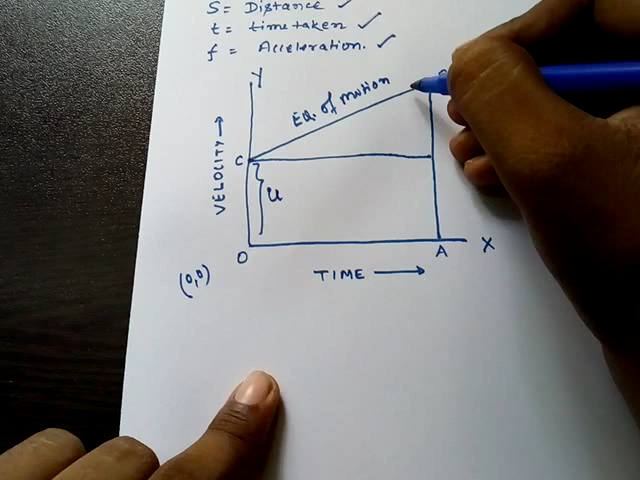 S = Distance ✓
t = time taken ✓
f = Acceleration. ✓
Y
EQ. of motion
VELOCITY →
C
u
O
A
X
(0,0)
TIME →